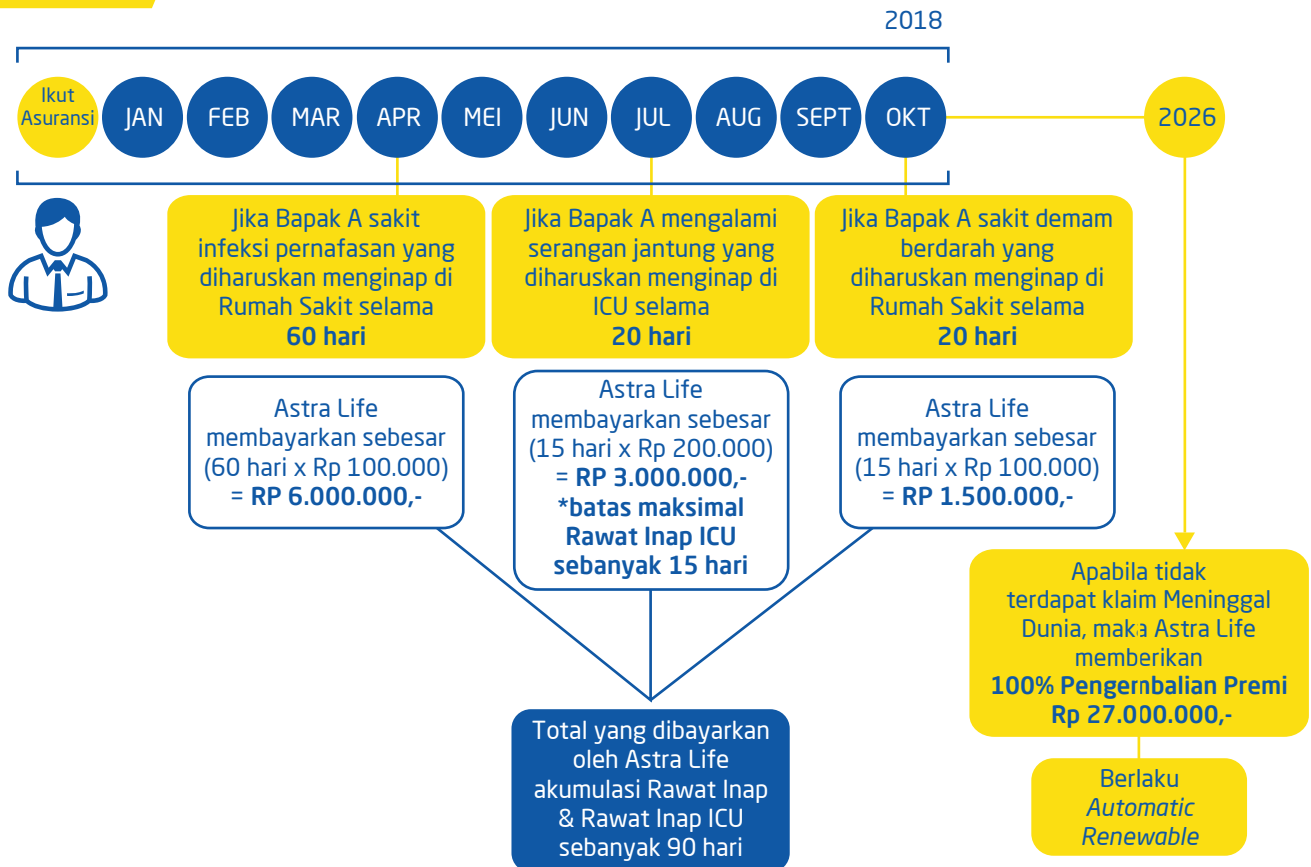 2018
Ikut
Asuransi
JAN
FEB
MAR
APR
MEI
JUN
JUL
AUG
SEPT
OKT
2026
Jika Bapak A sakit
infeksi pernafasan yang
diharuskan menginap di
Rumah Sakit selama
60 hari
Jika Bapak A mengalami
serangan jantung yang
diharuskan menginap di
ICU selama
20 hari
Jika Bapak A sakit demam
berdarah yang
diharuskan menginap di
Rumah Sakit selama
20 hari
Astra Life
membayarkan sebesar
(60 hari x Rp 100.000)
= RP 6.000.000,-
Astra Life
membayarkan sebesar
(15 hari x Rp 200.000)
= RP 3.000.000,-
*batas maksimal
Rawat Inap ICU
sebanyak 15 hari
Astra Life
membayarkan sebesar
(15 hari x Rp 100.000)
= RP 1.500.000,-
Total yang dibayarkan
oleh Astra Life
akumulasi Rawat Inap
& Rawat Inap ICU
sebanyak 90 hari
Apabila tidak
terdapat klaim Meninggal
Dunia, maka Astra Life
memberikan
100% Pengembalian Premi
Rp 27.000.000,-
Berlaku
Automatic
Renewable